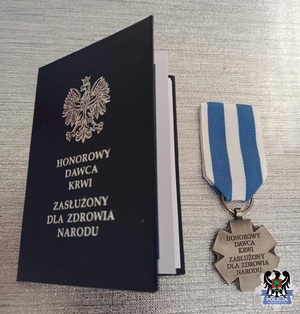 HONOROWY
DAWCA
KRWI
ZASŁUŻONY
DLA ZDROWIA
NARODU
HONOROWY
DAWCA
KRWI
ZASŁUŻONY
DLA ZDROWIA
NARODU
POLICJA